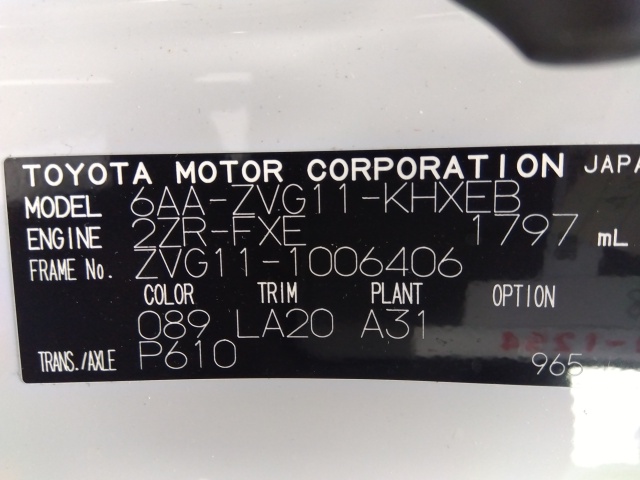 TOYOTA MOTOR CORPORATION JAPA
MODEL 6AA-ZVG11-KHXEB
ENGINE 2ZR-FXE 1797 mL
FRAME No. ZVG11-1006406
COLOR TRIM PLANT OPTION
089 LA20 A31
TRANS./AXLE P610 965